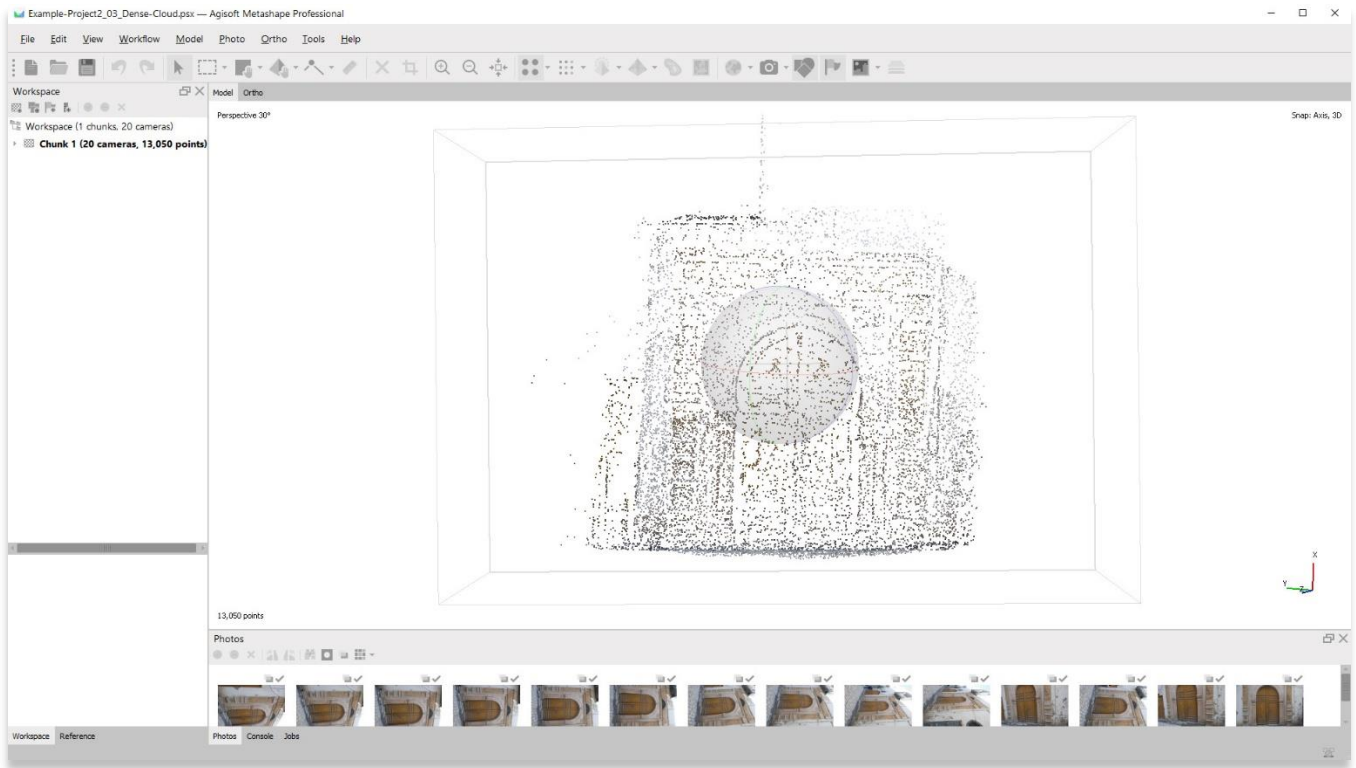 Example-Project2_03_Dense-Cloud.psx — Agisoft Metashape Professional
File Edit View Workflow Model Photo Ortho Tools Help
Workspace
Model Ortho
Perspective 30°
Snap: Axis, 3D
Workspace (1 chunks, 20 cameras)
Chunk 1 (20 cameras, 13,050 points)
X
Y
Z
13,050 points
Photos
Workspace Reference
Photos Console Jobs